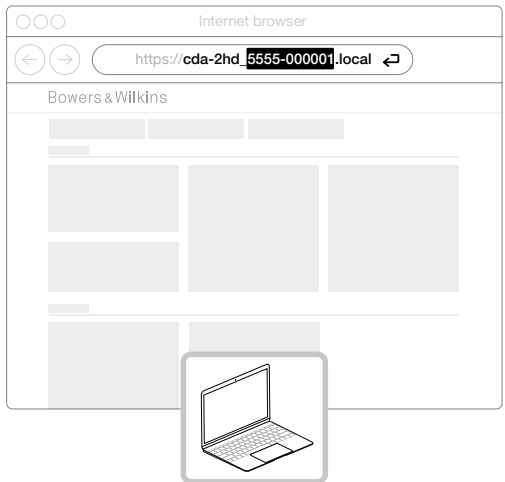 Internet browser
https://cda-2hd_5555-000001.local
Bowers & Wilkins